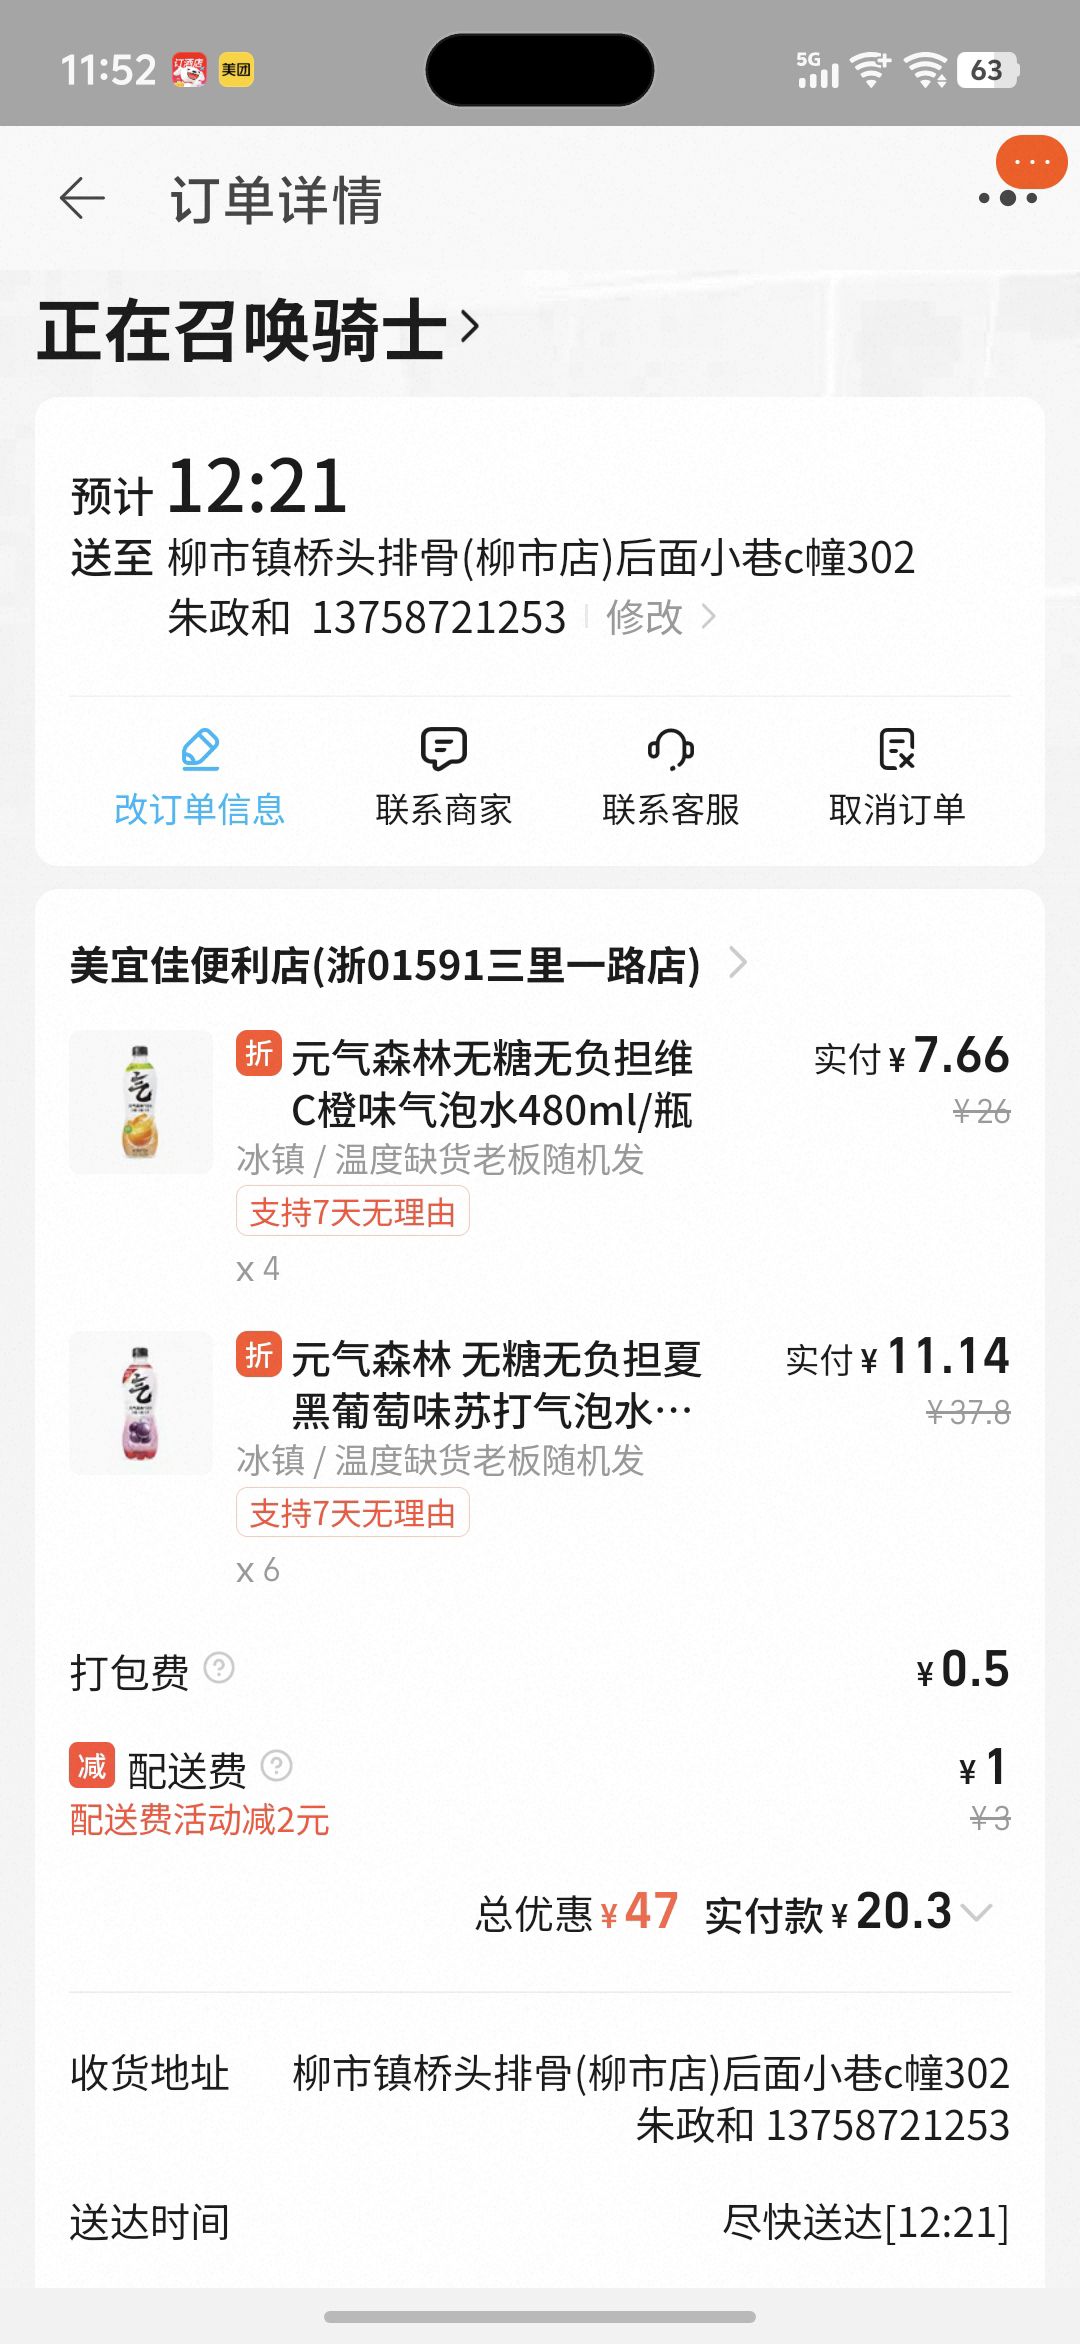 11:52
订酒店
美团
5G
63
订单详情
正在召唤骑士
预计 12:21
送至 柳市镇桥头排骨(柳市店)后面小巷c幢302
朱政和 13758721253 修改
改订单信息 联系商家 联系客服 取消订单
美宜佳便利店(浙01591三里一路店)
折 元气森林无糖无负担维 实付¥7.66
C橙味气泡水480ml/瓶 ¥26
冰镇 / 温度缺货老板随机发
支持7天无理由
x 4
折 元气森林 无糖无负担夏 实付¥11.14
黑葡萄味苏打气泡水… ¥37.8
冰镇 / 温度缺货老板随机发
支持7天无理由
x 6
打包费 ¥0.5
减 配送费 ¥1
配送费活动减2元 ¥3
总优惠¥47 实付款¥20.3
收货地址 柳市镇桥头排骨(柳市店)后面小巷c幢302
朱政和 13758721253
送达时间 尽快送达[12:21]